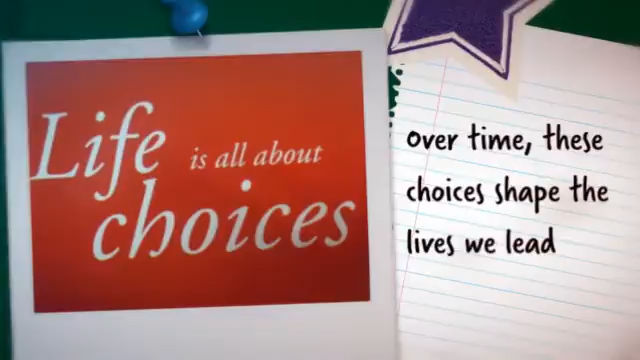 Life is all about
choices
Over time, these
choices shape the
lives we lead